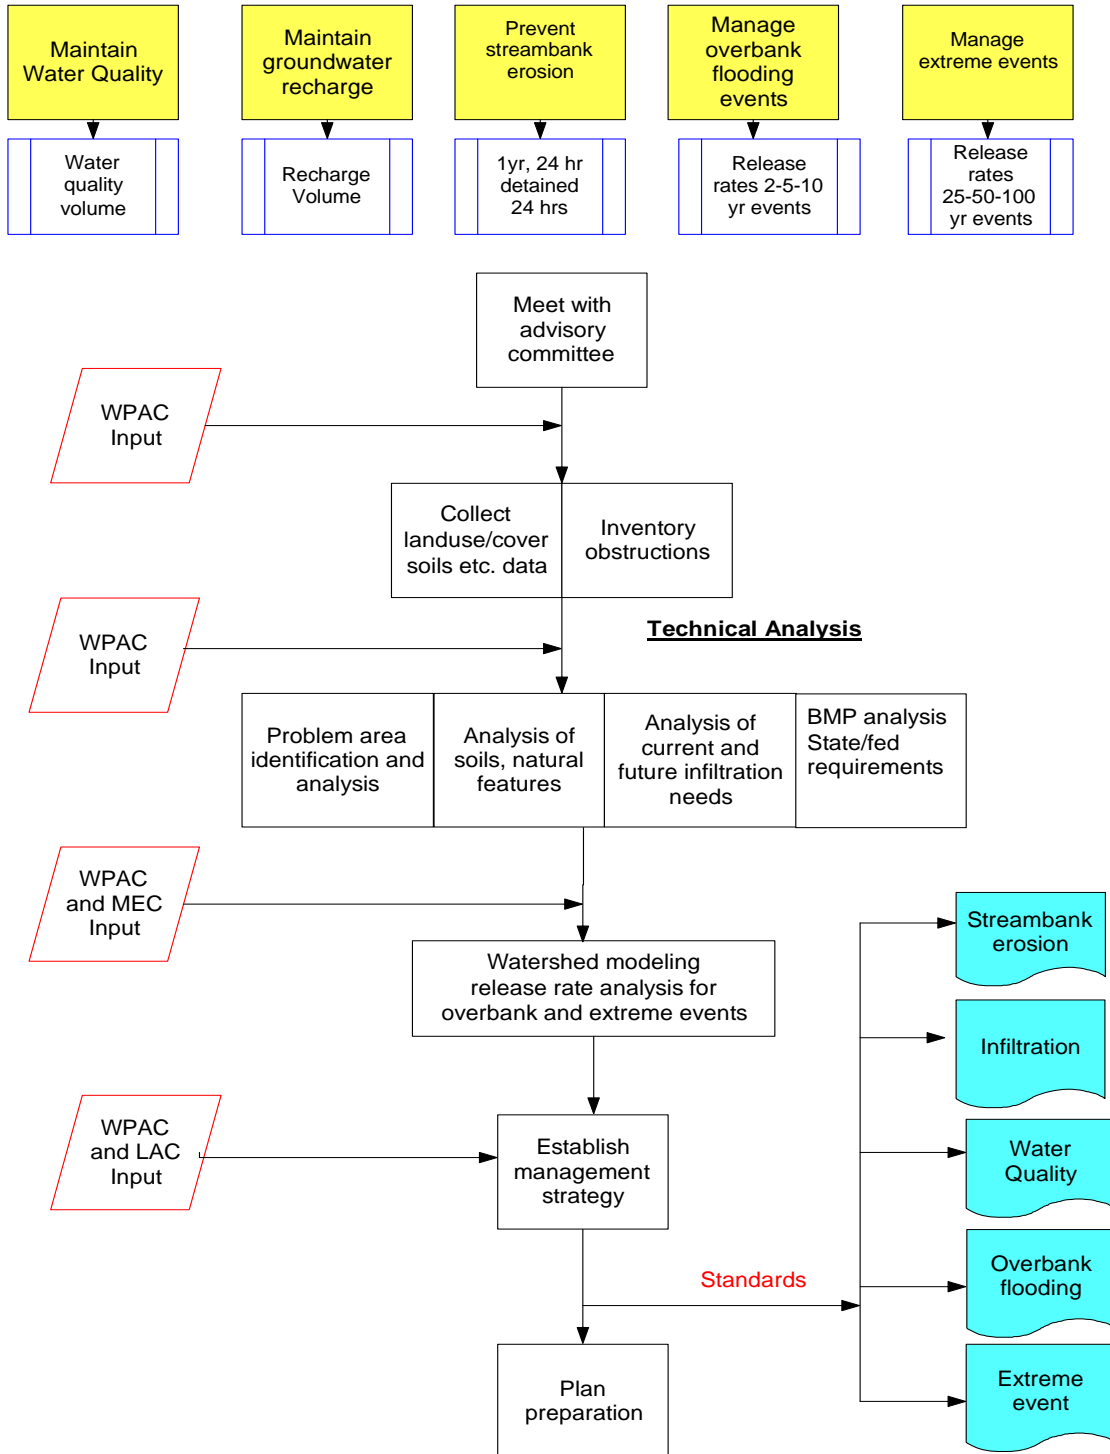 Maintain
Water Quality
Maintain
groundwater
recharge
Prevent
streambank
erosion
Manage
overbank
flooding
events
Manage
extreme events
Water
quality
volume
Recharge
Volume
1yr, 24 hr
detained
24 hrs
Release
rates 2-5-10
yr events
Release
rates
25-50-100
yr events
Meet with
advisory
committee
WPAC
Input
Collect
landuse/cover
soils etc. data
Inventory
obstructions
WPAC
Input
Technical Analysis
Problem area
identification and
analysis
Analysis of
soils, natural
features
Analysis of
current and
future infiltration
needs
BMP analysis
State/fed
requirements
WPAC
and MEC
Input
Watershed modeling
release rate analysis for
overbank and extreme events
WPAC
and LAC
Input
Establish
management
strategy
Standards
Plan
preparation
Streambank
erosion
Infiltration
Water
Quality
Overbank
flooding
Extreme
event